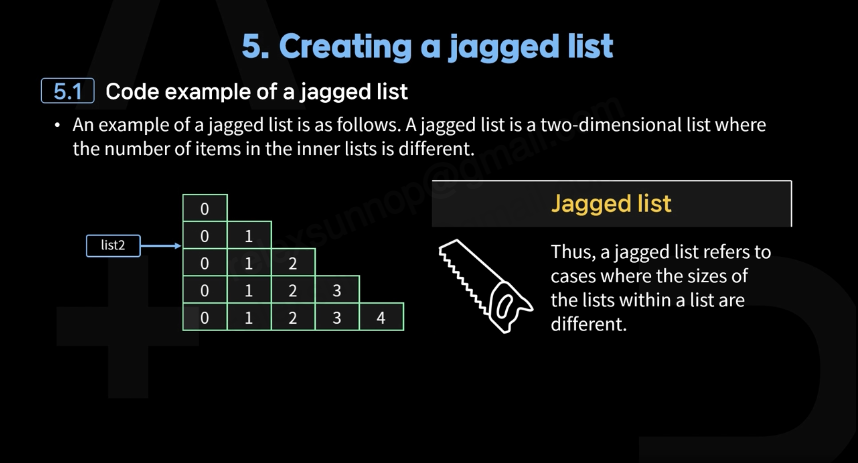 5. Creating a jagged list
5.1 Code example of a jagged list
• An example of a jagged list is as follows. A jagged list is a two-dimensional list where
the number of items in the inner lists is different.
list2
0
0 1
0 1 2
0 1 2 3
0 1 2 3 4
Jagged list
Thus, a jagged list refers to
cases where the sizes of
the lists within a list are
different.